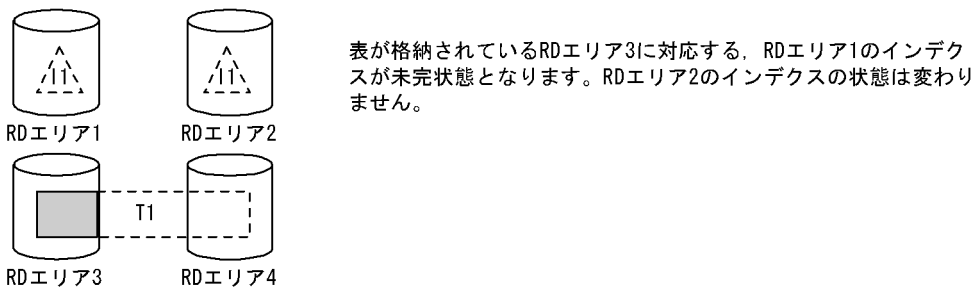 I1
I1
表が格納されているRDエリア3に対応する，RDエリア1のインデク
スが未完状態となります。RDエリア2のインデクスの状態は変わり
ません。
RDエリア1
RDエリア2
T1
RDエリア3
RDエリア4